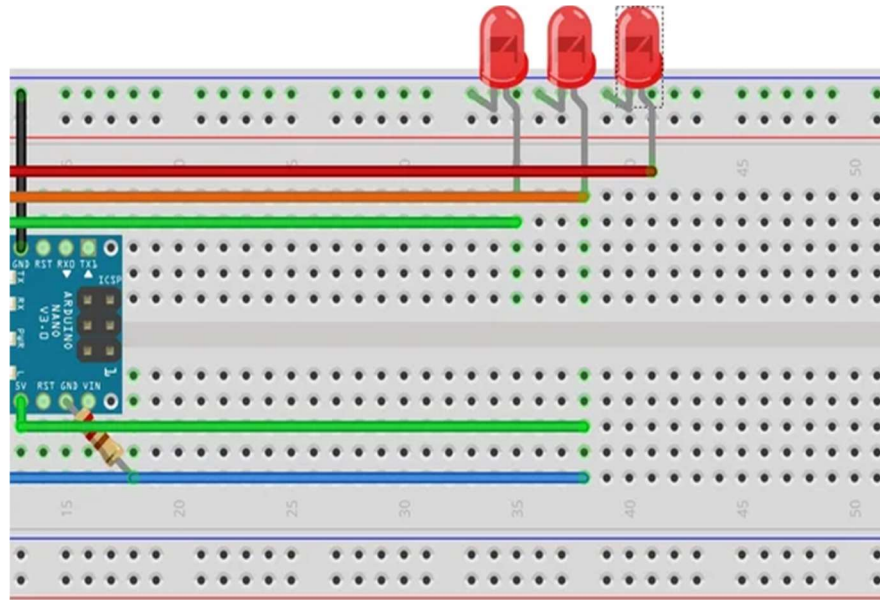 40
45
50
GND RST RX0 TX1
TX
ICSP
RX
ARDUINO
NANO
V3.0
PWR
L
1
5V RST GND VIN
15
20
25
30
35
40
45
50